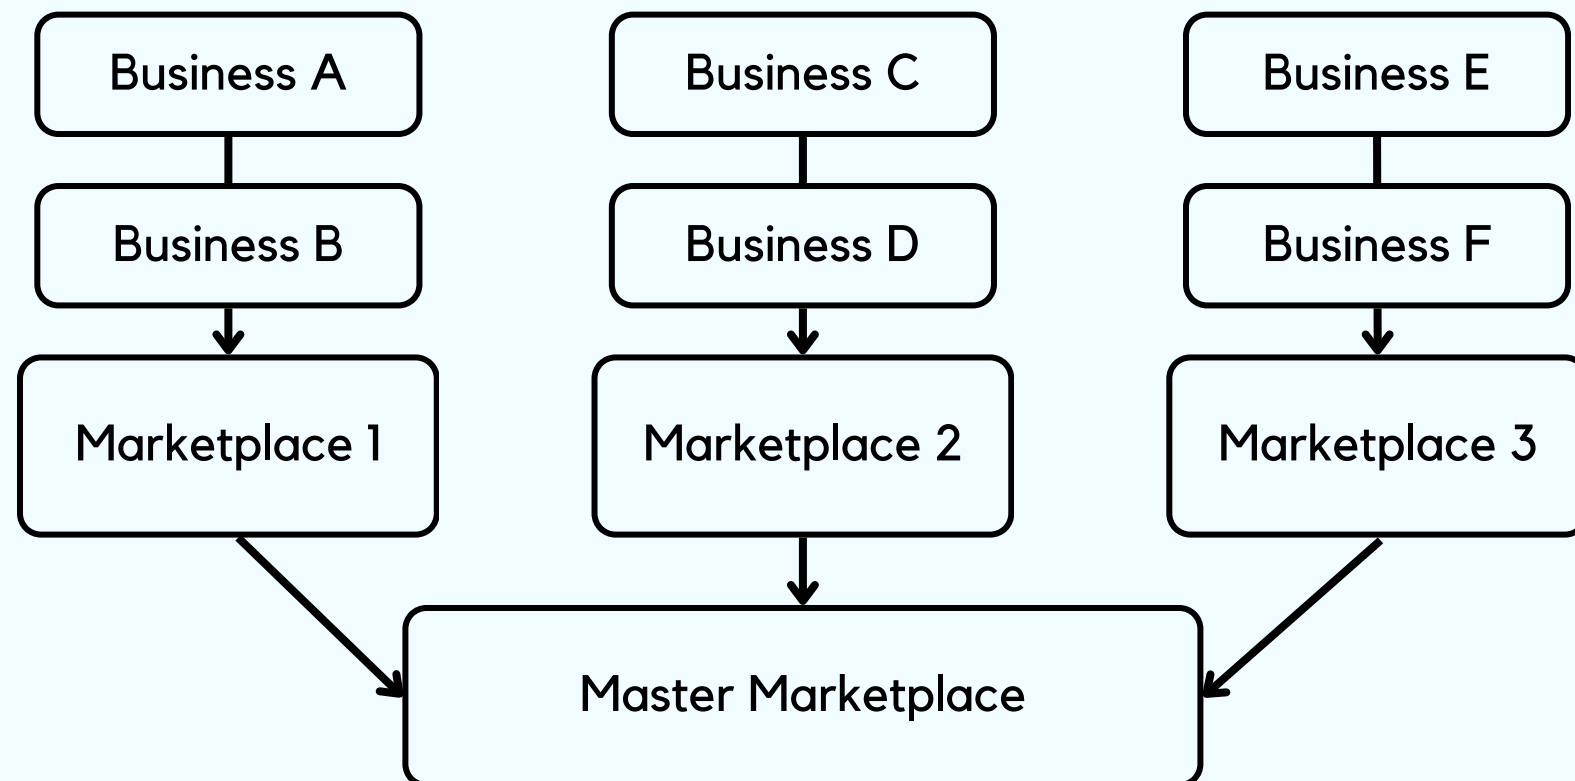 Business A
Business C
Business E
Business B
Business D
Business F
Marketplace 1
Marketplace 2
Marketplace 3
Master Marketplace